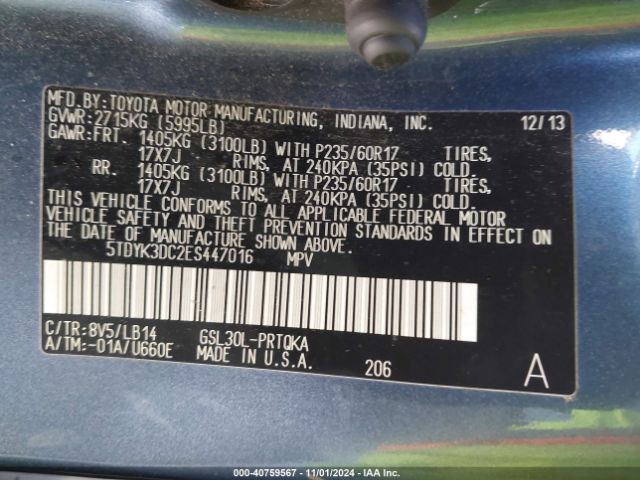 MFD.BY:TOYOTA MOTOR MANUFACTURING, INDIANA, INC. 12/13
GVWR:2715KG (5995LB)
GAWR:FRT. 1405KG (3100LB) WITH P235/60R17 TIRES,
17X7J RIMS, AT 240KPA (35PSI) COLD.
RR. 1405KG (3100LB) WITH P235/60R17 TIRES,
17X7J RIMS, AT 240KPA (35PSI) COLD.
THIS VEHICLE CONFORMS TO ALL APPLICABLE FEDERAL MOTOR
VEHICLE SAFETY AND THEFT PREVENTION STANDARDS IN EFFECT ON
THE DATE OF MANUFACTURE SHOWN ABOVE.
5TDYK3DC2ES447016 MPV
C/TR:8V5/LB14 GSL30L-PRTQKA
A/TM:-01A/U660E MADE IN U.S.A. 206 A
000-40759567 - 11/01/2024 - IAA Inc.